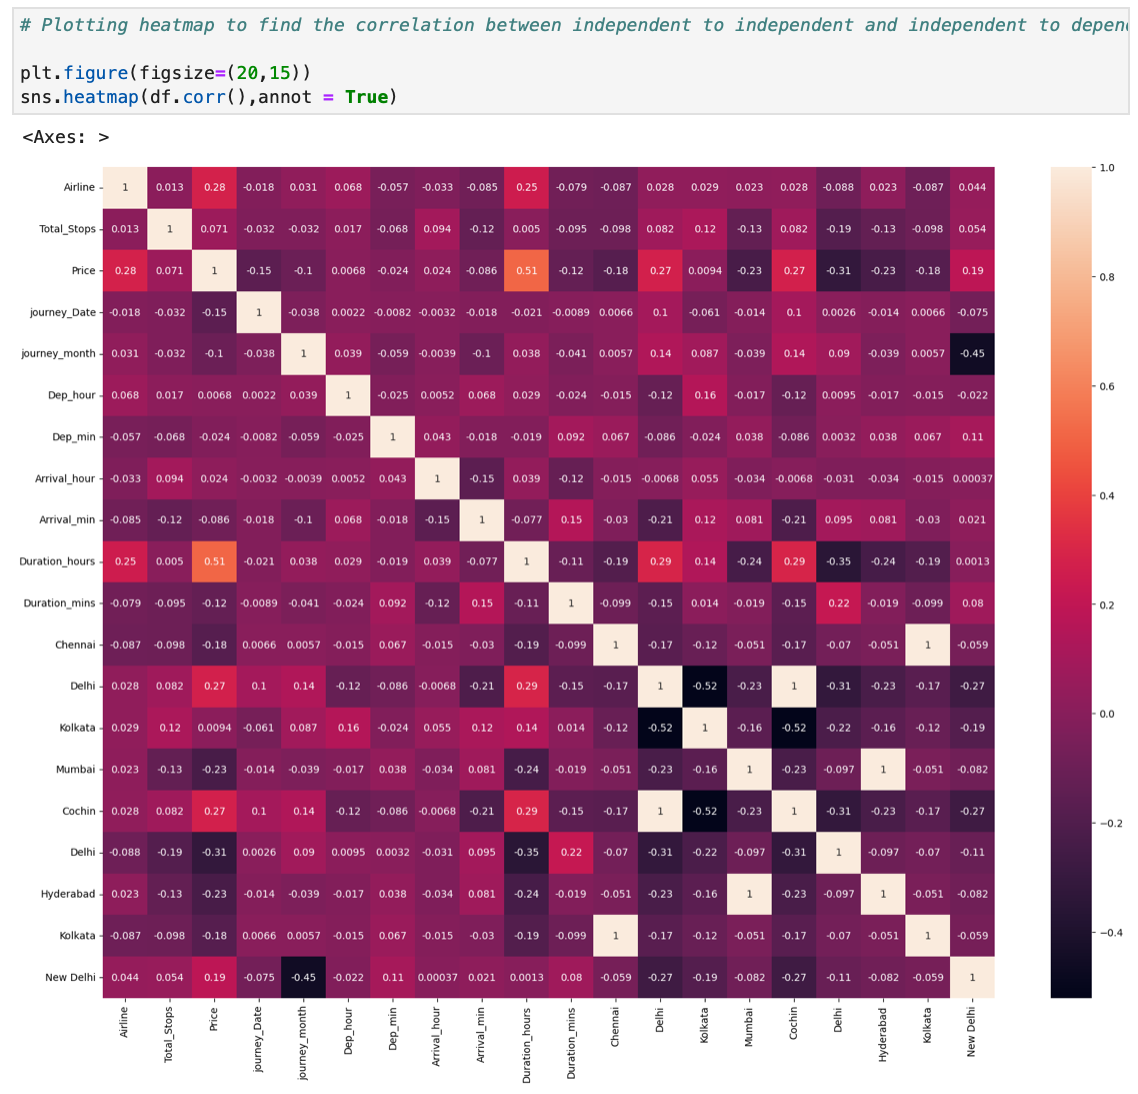 # Plotting heatmap to find the correlation between independent to independent and independent to
plt.figure(figsize=(20,15))
sns.heatmap(df.corr(),annot = True)
<Axes: >
Airline 1 0.013 0.28 -0.018 0.031 0.068 -0.057 -0.033 -0.085 0.25 -0.079 -0.087 0.028 0.029 0.023 0.028 -0.088 0.023 -0.087 0.044
Total_Stops 0.013 1 0.071 -0.032 -0.032 0.017 -0.068 0.094 -0.12 0.005 -0.095 -0.098 0.082 0.12 -0.13 0.082 -0.19 -0.13 -0.098 0.054
Price 0.28 0.071 1 -0.15 -0.1 0.0068 -0.024 0.024 -0.086 0.51 -0.12 -0.18 0.27 0.0094 -0.23 0.27 -0.31 -0.23 -0.18 0.19
journey_Date -0.018 -0.032 -0.15 1 -0.038 0.0022 -0.0082 -0.0032 -0.018 -0.021 -0.0089 0.0066 0.1 -0.061 -0.014 0.1 0.0026 -0.014 0.0066 -0.075
journey_month 0.031 -0.032 -0.1 -0.038 1 0.039 -0.059 -0.0039 -0.1 0.038 -0.041 0.0057 0.14 0.087 -0.039 0.14 0.09 -0.039 0.0057 -0.45
Dep_hour 0.068 0.017 0.0068 0.0022 0.039 1 -0.025 0.0052 0.068 0.029 -0.024 -0.015 -0.12 0.16 -0.017 -0.12 0.0095 -0.017 -0.015 -0.022
Dep_min -0.057 -0.068 -0.024 -0.0082 -0.059 -0.025 1 0.043 -0.018 -0.019 0.092 0.067 -0.086 -0.024 0.038 -0.086 0.0032 0.038 0.067 0.11
Arrival_hour -0.033 0.094 0.024 -0.0032 -0.0039 0.0052 0.043 1 -0.15 0.039 -0.12 -0.015 -0.0068 0.055 -0.034 -0.0068 -0.031 -0.034 -0.015 0.00037
Arrival_min -0.085 -0.12 -0.086 -0.018 -0.1 0.068 -0.018 -0.15 1 -0.077 0.15 -0.03 -0.21 0.12 0.081 -0.21 0.095 0.081 -0.03 0.021
Duration_hours 0.25 0.005 0.51 -0.021 0.038 0.029 -0.019 0.039 -0.077 1 -0.11 -0.19 0.29 0.14 -0.24 0.29 -0.35 -0.24 -0.19 0.0013
Duration_mins -0.079 -0.095 -0.12 -0.0089 -0.041 -0.024 0.092 -0.12 0.15 -0.11 1 -0.099 -0.15 0.014 -0.019 -0.15 0.22 -0.019 -0.099 0.08
Chennai -0.087 -0.098 -0.18 0.0066 0.0057 -0.015 0.067 -0.015 -0.03 -0.19 -0.099 1 -0.17 -0.12 -0.051 -0.17 -0.07 -0.051 1 -0.059
Delhi 0.028 0.082 0.27 0.1 0.14 -0.12 -0.086 -0.0068 -0.21 0.29 -0.15 -0.17 1 -0.52 -0.23 1 -0.31 -0.23 -0.17 -0.27
Kolkata 0.029 0.12 0.0094 -0.061 0.087 0.16 -0.024 0.055 0.12 0.14 0.014 -0.12 -0.52 1 -0.16 -0.52 -0.22 -0.16 -0.12 -0.19
Mumbai 0.023 -0.13 -0.23 -0.014 -0.039 -0.017 0.038 -0.034 0.081 -0.24 -0.019 -0.051 -0.23 -0.16 1 -0.23 -0.097 1 -0.051 -0.082
Cochin 0.028 0.082 0.27 0.1 0.14 -0.12 -0.086 -0.0068 -0.21 0.29 -0.15 -0.17 1 -0.52 -0.23 1 -0.31 -0.23 -0.17 -0.27
Delhi -0.088 -0.19 -0.31 0.0026 0.09 0.0095 0.0032 -0.031 0.095 -0.35 0.22 -0.07 -0.31 -0.22 -0.097 -0.31 1 -0.097 -0.07 -0.11
Hyderabad 0.023 -0.13 -0.23 -0.014 -0.039 -0.017 0.038 -0.034 0.081 -0.24 -0.019 -0.051 -0.23 -0.16 1 -0.23 -0.097 1 -0.051 -0.082
Kolkata -0.087 -0.098 -0.18 0.0066 0.0057 -0.015 0.067 -0.015 -0.03 -0.19 -0.099 1 -0.17 -0.12 -0.051 -0.17 -0.07 -0.051 1 -0.059
New Delhi 0.044 0.054 0.19 -0.075 -0.45 -0.022 0.11 0.00037 0.021 0.0013 0.08 -0.059 -0.27 -0.19 -0.082 -0.27 -0.11 -0.082 -0.059 1
Airline
Total_Stops
Price
journey_Date
journey_month
Dep_hour
Dep_min
Arrival_hour
Arrival_min
Duration_hours
Duration_mins
Chennai
Delhi
Kolkata
Mumbai
Cochin
Delhi
Hyderabad
Kolkata
New Delhi
1.0
0.8
0.6
0.4
0.2
0.0
−0.2
−0.4